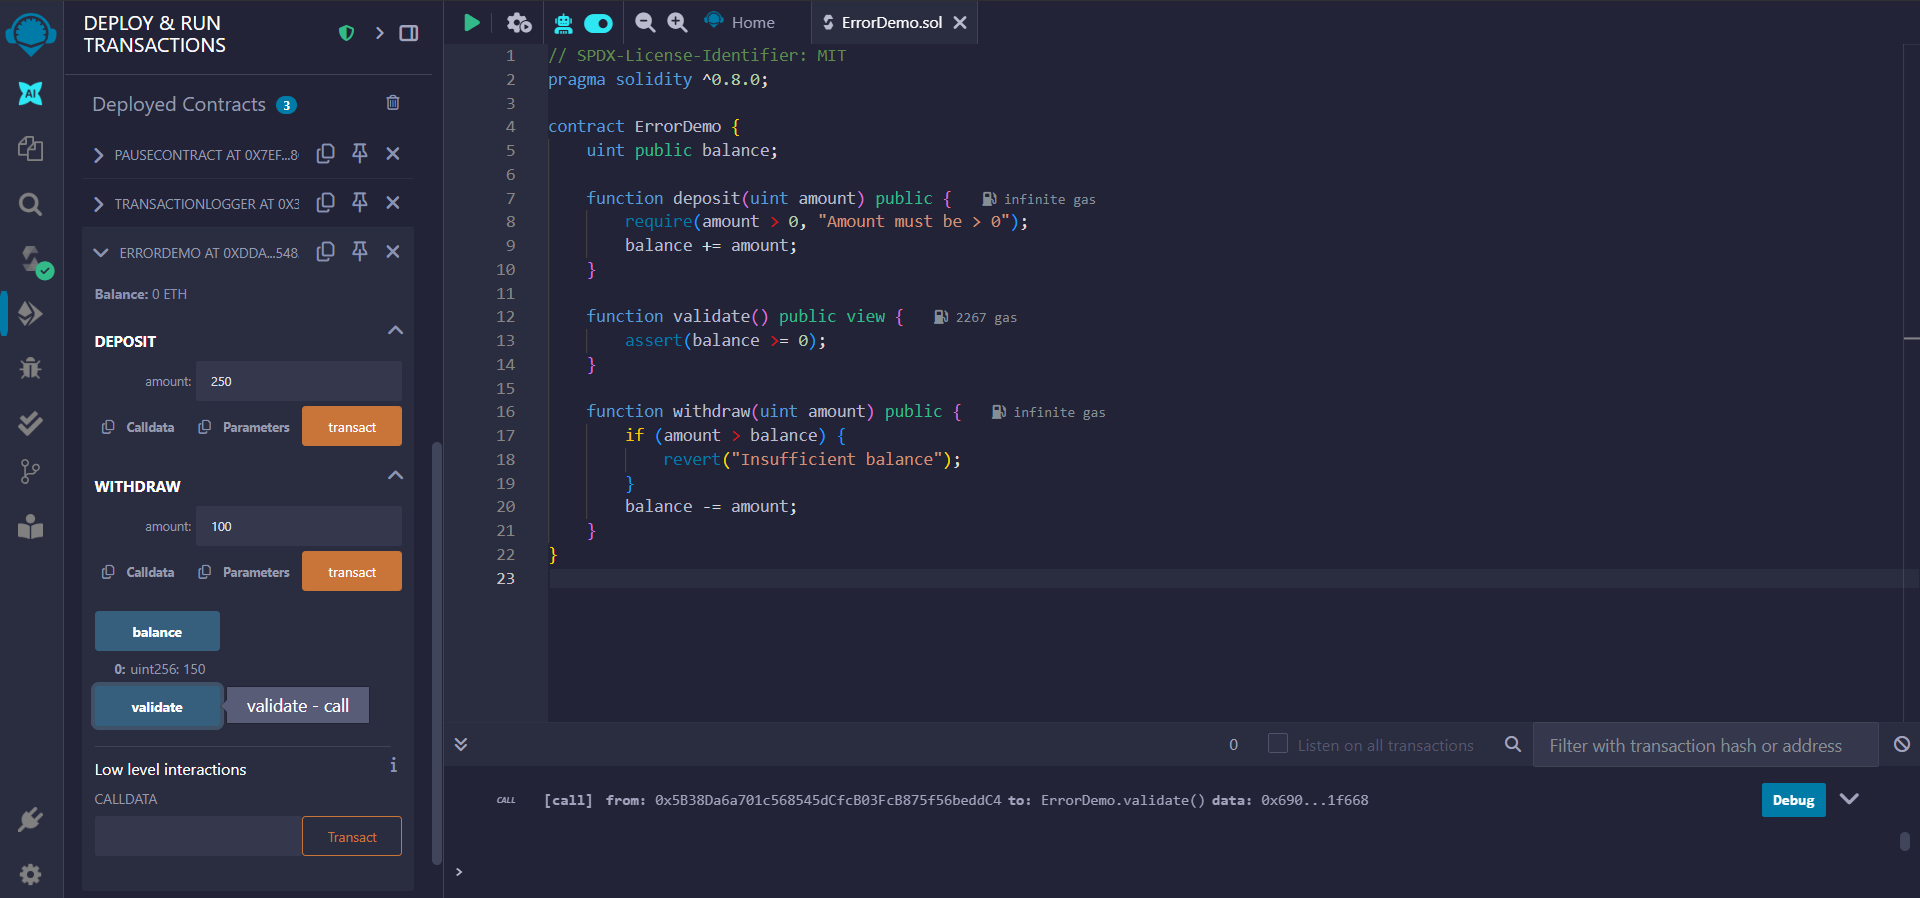 DEPLOY & RUN
TRANSACTIONS
Deployed Contracts 3
PAUSECONTRACT AT 0X7EF...8
TRANSACTIONLOGGER AT 0X3
ERRORDEMO AT 0XDDA...548
Balance: 0 ETH
DEPOSIT
amount: 250
Calldata Parameters transact
WITHDRAW
amount: 100
Calldata Parameters transact
balance
0: uint256: 150
validate validate - call
Low level interactions i
CALLDATA
Transact
AI
Home ErrorDemo.sol
1 // SPDX-License-Identifier: MIT
2 pragma solidity ^0.8.0;
3
4 contract ErrorDemo {
5 uint public balance;
6
7 function deposit(uint amount) public { infinite gas
8 require(amount > 0, "Amount must be > 0");
9 balance += amount;
10 }
11
12 function validate() public view { 2267 gas
13 assert(balance >= 0);
14 }
15
16 function withdraw(uint amount) public { infinite gas
17 if (amount > balance) {
18 revert("Insufficient balance");
19 }
20 balance -= amount;
21 }
22 }
23
0 Listen on all transactions Filter with transaction hash or address
CALL [call] from: 0x5B38Da6a701c568545dCfcB03FcB875f56beddC4 to: ErrorDemo.validate() data: 0x690...1f668 Debug
>